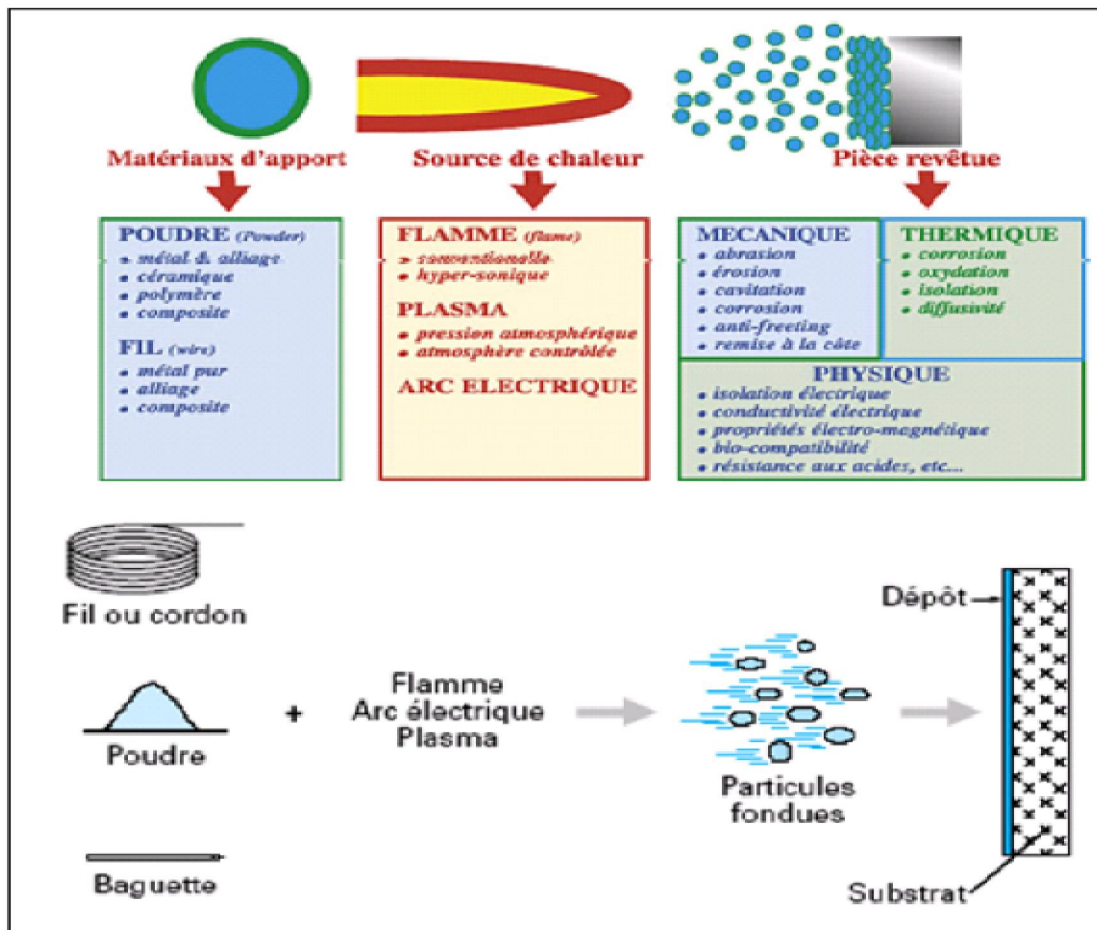 Matériaux d'apport
Source de chaleur
Pièce revêtue
POUDRE (Powder)
métal & alliage
• céramique
• polymère
• composite
FIL (wire)
• métal pur
• alliage
• composite
FLAMME (flame)
• conventionelle
• hyper-sonique
PLASMA
• pression atmosphérique
• atmosphère contrôlée
ARC ELECTRIQUE
MECANIQUE
• abrasion
• érosion
• cavitation
• corrosion
• anti-freeting
• remise à la côte
THERMIQUE
• corrosion
• oxydation
• isolation
• diffusivité
PHYSIQUE
• isolation électrique
• conductivité électrique
• propriétés électro-magnétique
• bio-compatibilité
• résistance aux acides, etc...
Fil ou cordon
Poudre
Baguette
+
Flamme
Arc électrique
Plasma
Particules
fondues
Dépôt
Substrat